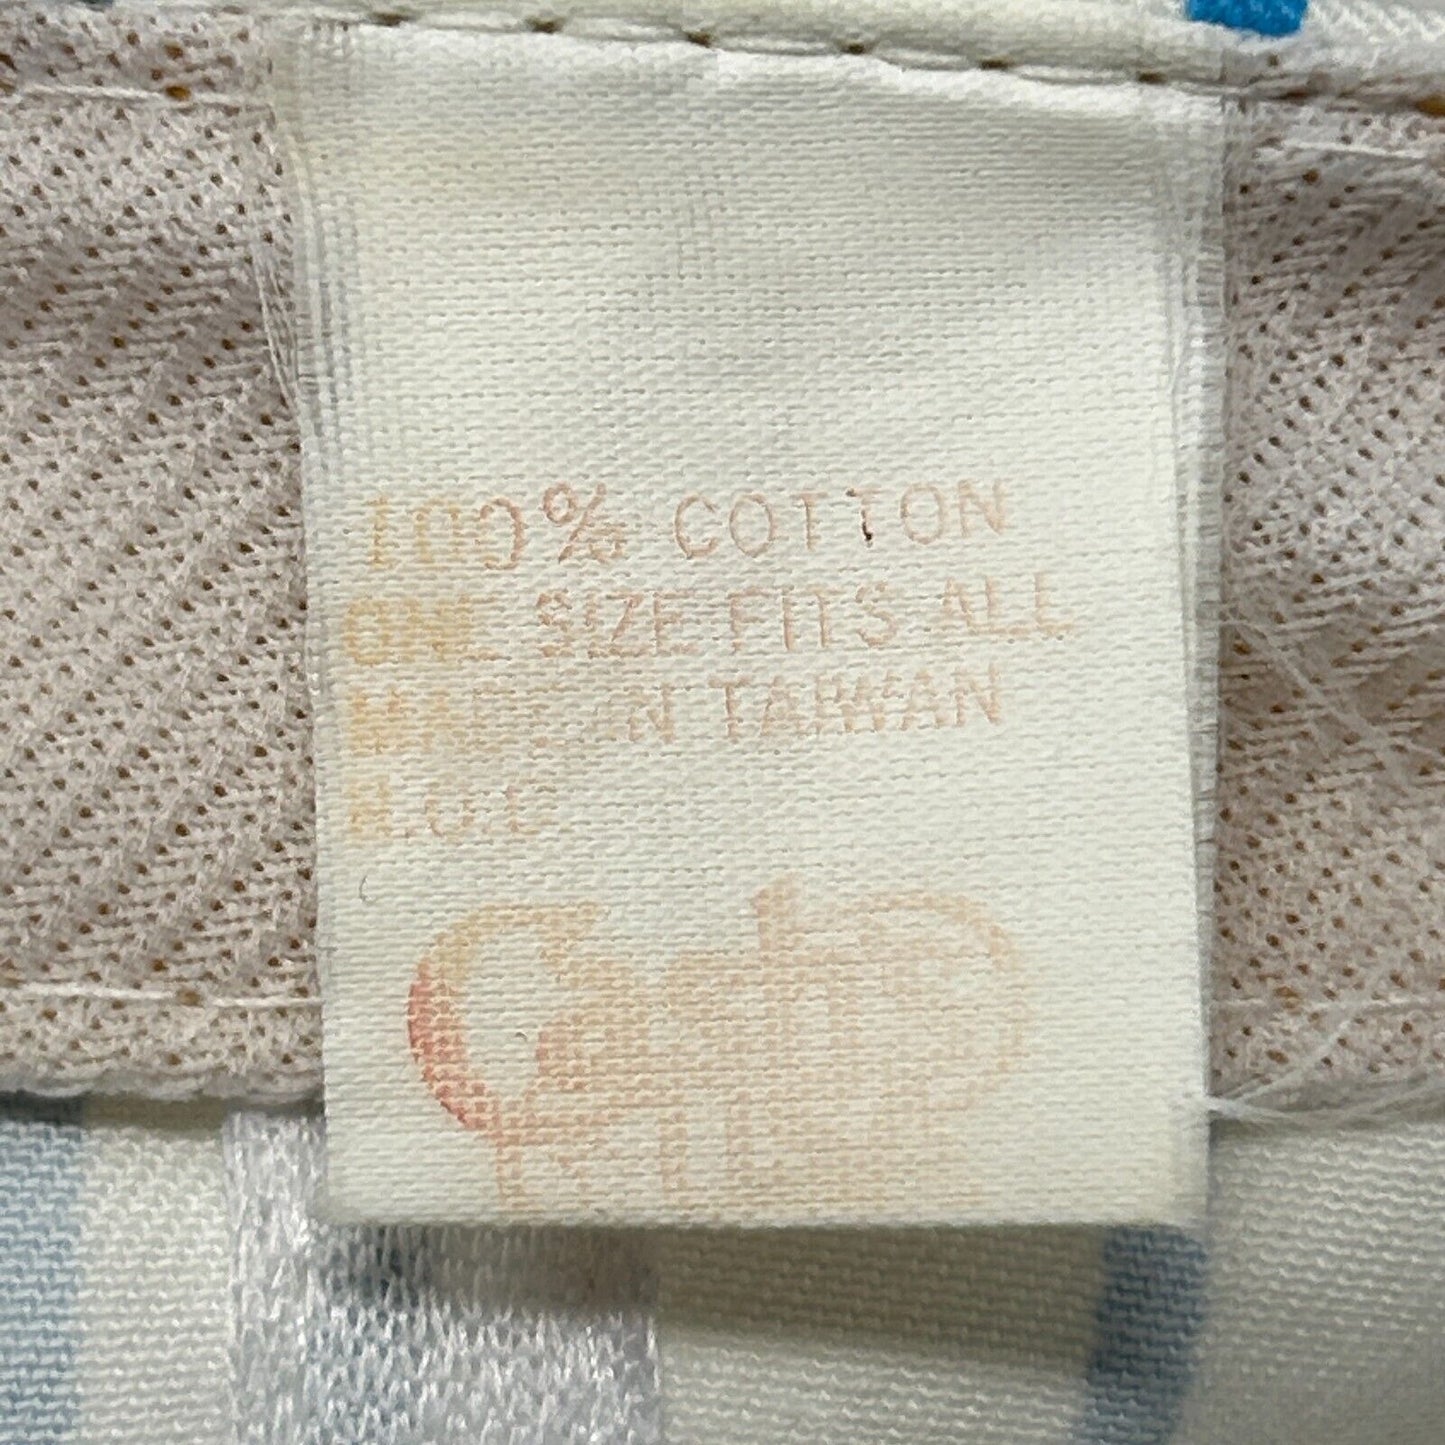 100% COTTON
ONE SIZE FITS ALL
MADE IN TAIWAN
R.O.C